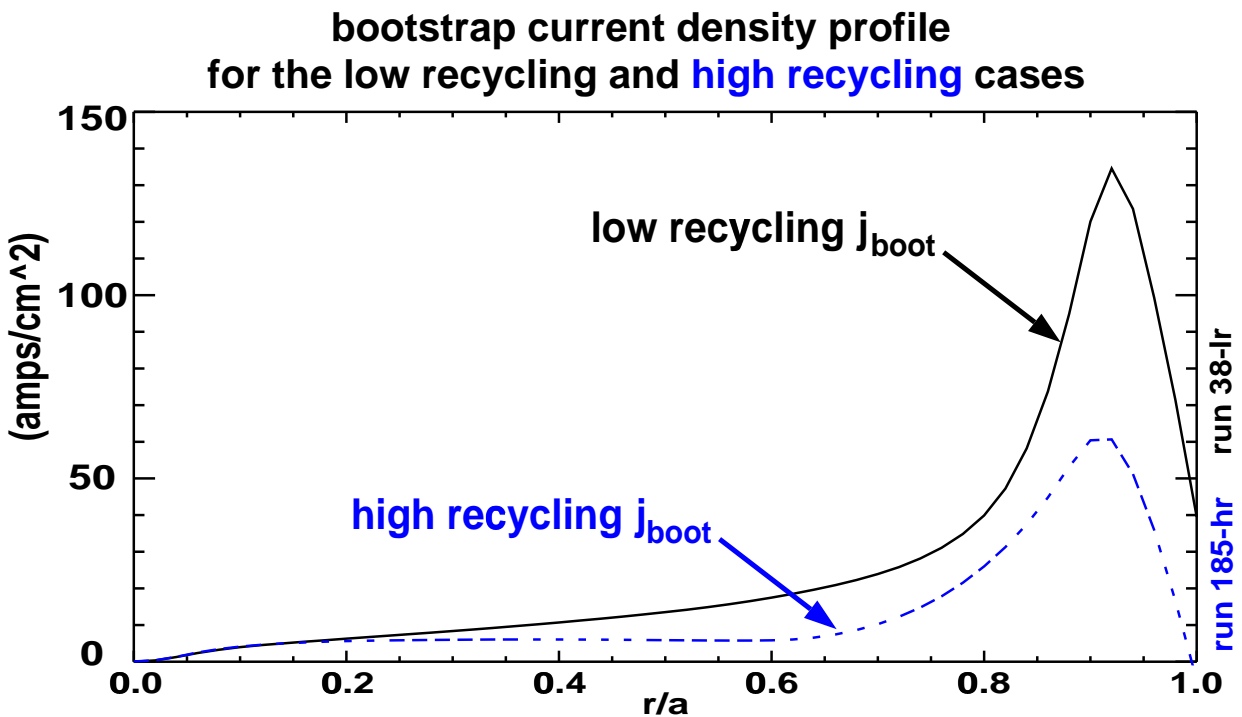 bootstrap current density profile
for the low recycling and high recycling cases
150
100
50
0
(amps/cm^2)
low recycling jboot
high recycling jboot
run 38-lr
run 185-hr
0.0
0.2
0.4
0.6
0.8
1.0
r/a